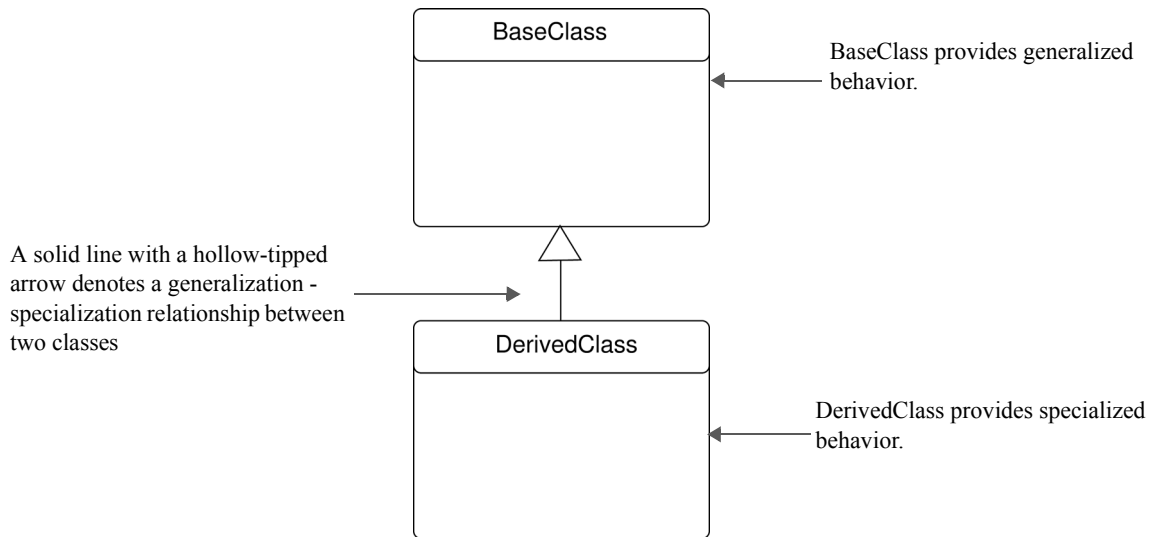 BaseClass
BaseClass provides generalized
behavior.
A solid line with a hollow-tipped
arrow denotes a generalization -
specialization relationship between
two classes
DerivedClass
DerivedClass provides specialized
behavior.